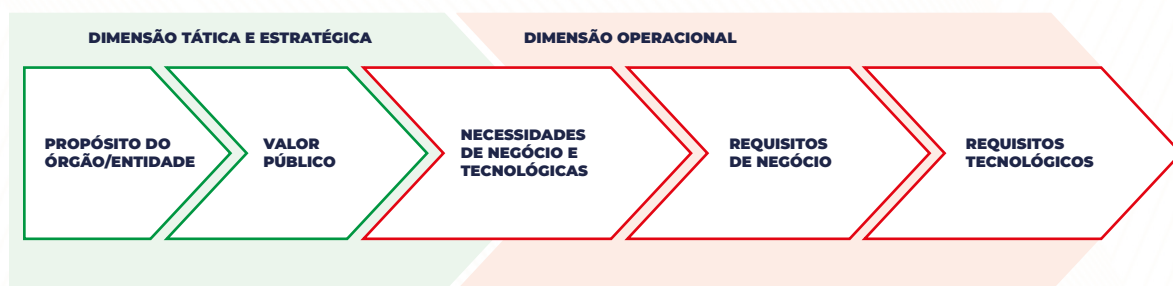 DIMENSÃO TÁTICA E ESTRATÉGICA
DIMENSÃO OPERACIONAL
PROPÓSITO DO
ÓRGÃO/ENTIDADE
VALOR
PÚBLICO
NECESSIDADES
DE NEGÓCIO E
TECNOLÓGICAS
REQUISITOS
DE NEGÓCIO
REQUISITOS
TECNOLÓGICOS